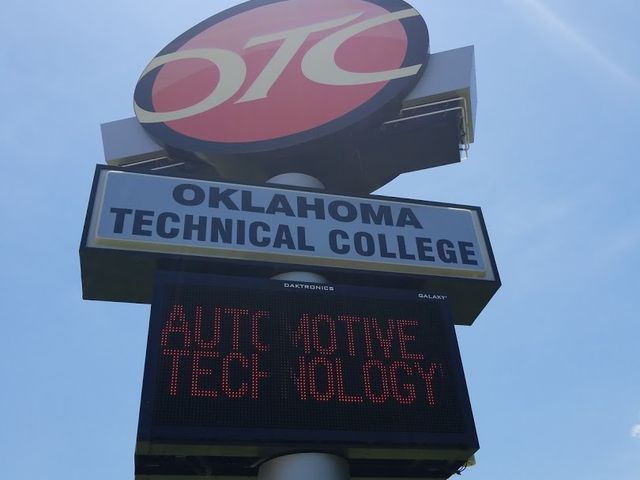 OTC
OKLAHOMA
TECHNICAL COLLEGE
DAKTRONICS
GALAXY
AUTOMOTIVE
TECHNOLOGY